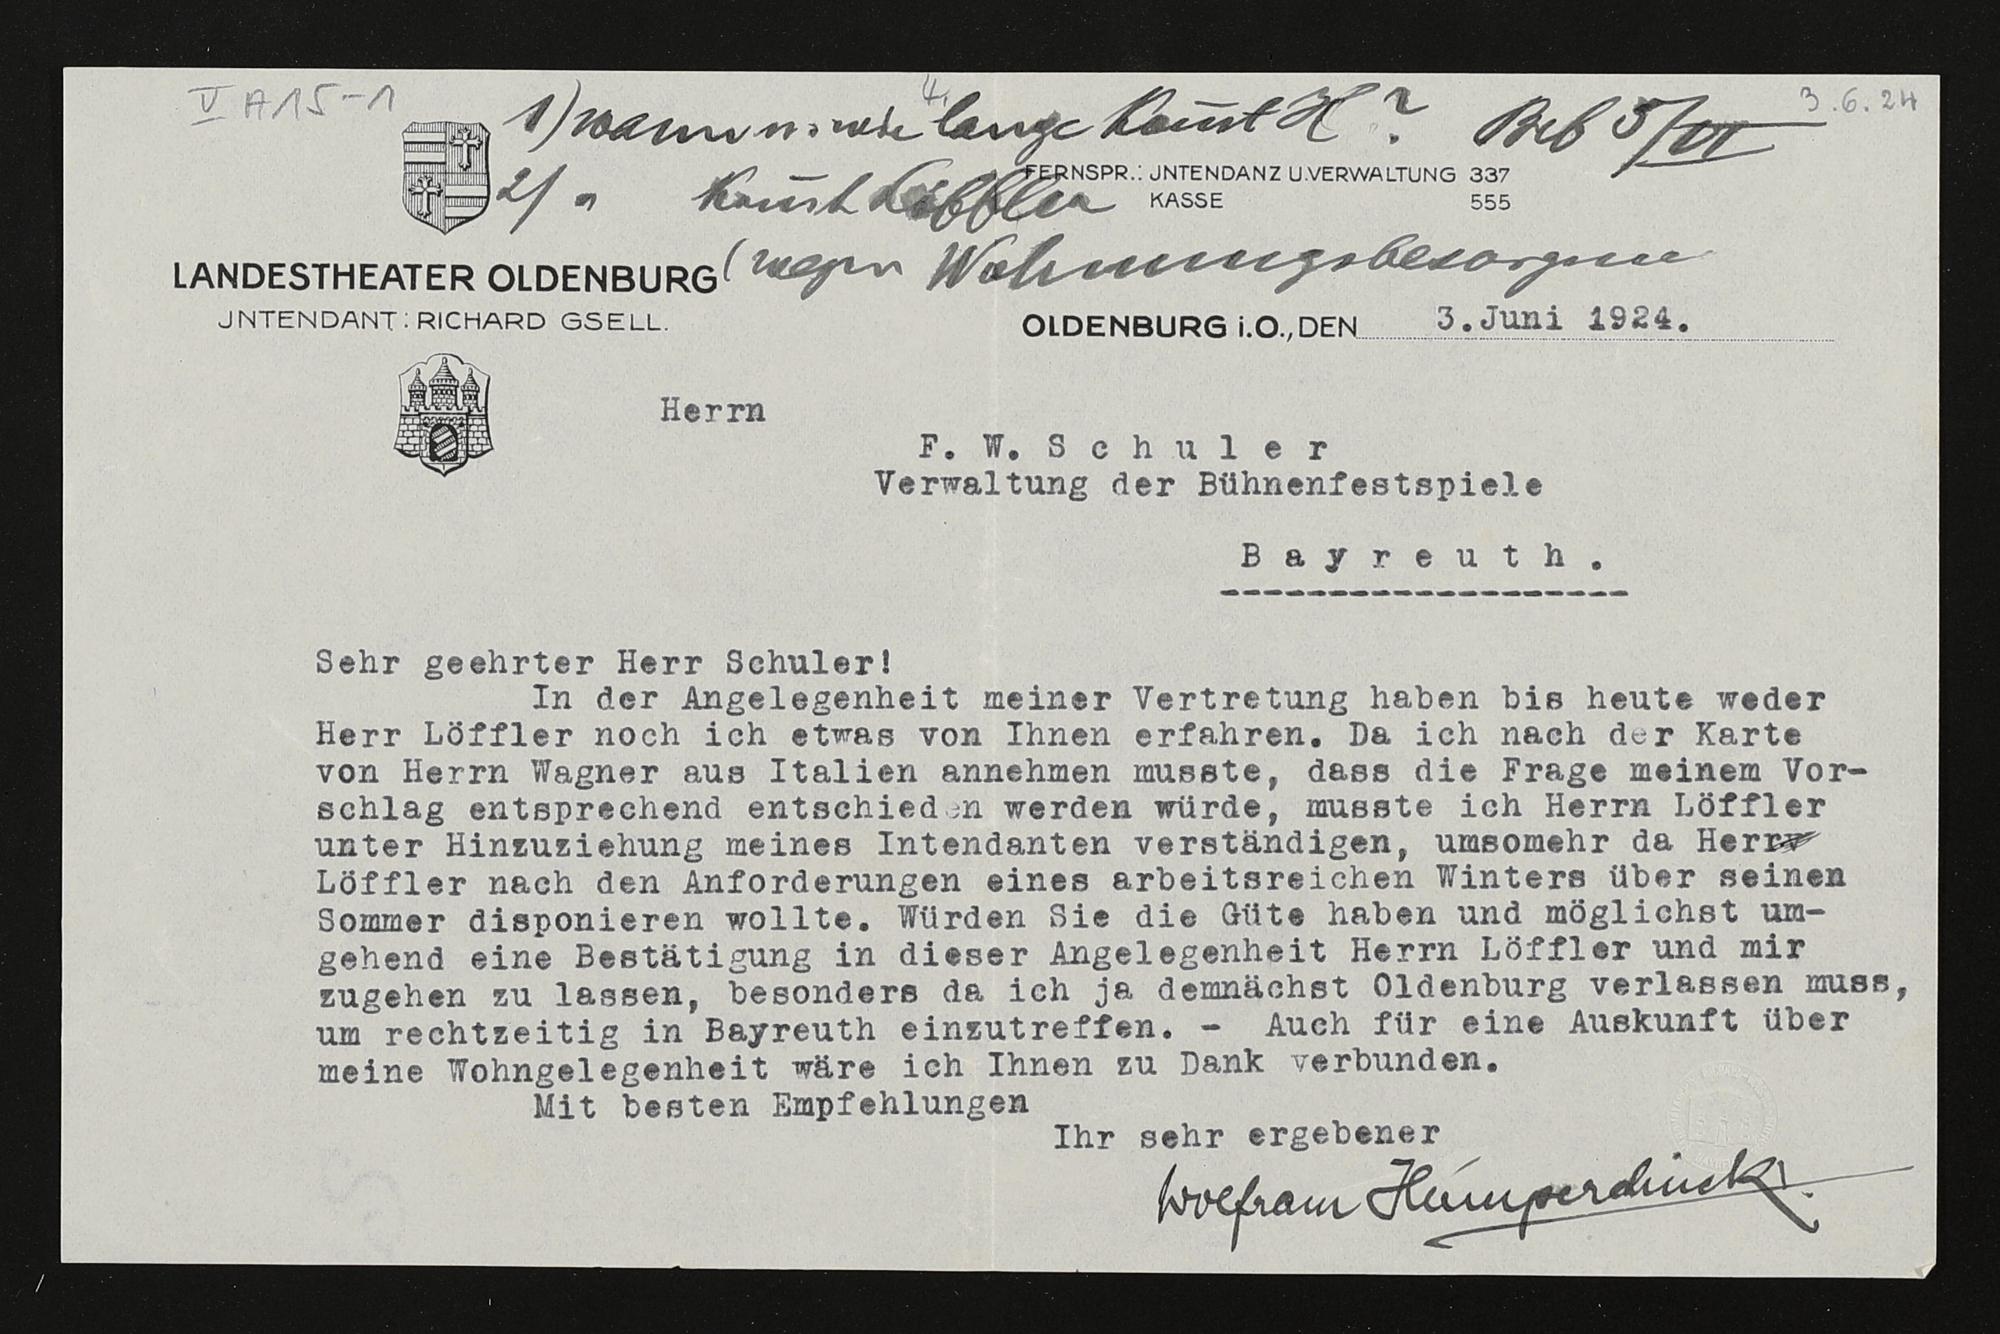 V A 15-1
3.6.24
1) wann u. wie lange kommt H?
2/ " kommt Löffler
(wegen Wohnungsbesorgung
FERNSPR.: JNTENDANZ U. VERWALTUNG 337
KASSE 555
LANDESTHEATER OLDENBURG
JNTENDANT: RICHARD GSELL.
OLDENBURG i.O., DEN 3.Juni 1924.
Herrn
F. W. Schuler
Verwaltung der Bühnenfestspiele
Bayreuth.
Sehr geehrter Herr Schuler!
In der Angelegenheit meiner Vertretung haben bis heute weder
Herr Löffler noch ich etwas von Ihnen erfahren. Da ich nach der Karte
von Herrn Wagner aus Italien annehmen musste, dass die Frage meinem Vor-
schlag entsprechend entschieden werden würde, musste ich Herrn Löffler
unter Hinzuziehung meines Intendanten verständigen, umsomehr da Herr
Löffler nach den Anforderungen eines arbeitsreichen Winters über seinen
Sommer disponieren wollte. Würden Sie die Güte haben und möglichst um-
gehend eine Bestätigung in dieser Angelegenheit Herrn Löffler und mir
zugehen zu lassen, besonders da ich ja demnächst Oldenburg verlassen muss,
um rechtzeitig in Bayreuth einzutreffen. - Auch für eine Auskunft über
meine Wohngelegenheit wäre ich Ihnen zu Dank verbunden.
Mit besten Empfehlungen
Ihr sehr ergebener
Wolfram Humperdinck.